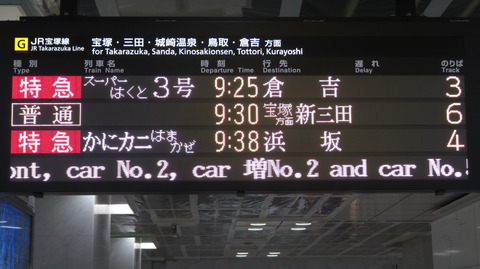 G JR宝塚線 宝塚・三田・城崎温泉・鳥取・倉吉 方面
JR Takarazuka Line for Takarazuka, Sanda, Kinosakionsen, Tottori, Kurayoshi
種別 列車名 時刻 行先 遅れ のりば
Type Train Name Departure Time Destination Delay Track
特急 スーパーはくと3号 9:25 倉吉 3
普通 9:30 宝塚方面 新三田 6
特急 かにカニはまかぜ 9:38 浜坂 4
ont, car No.2, car 増No.2 and car No.